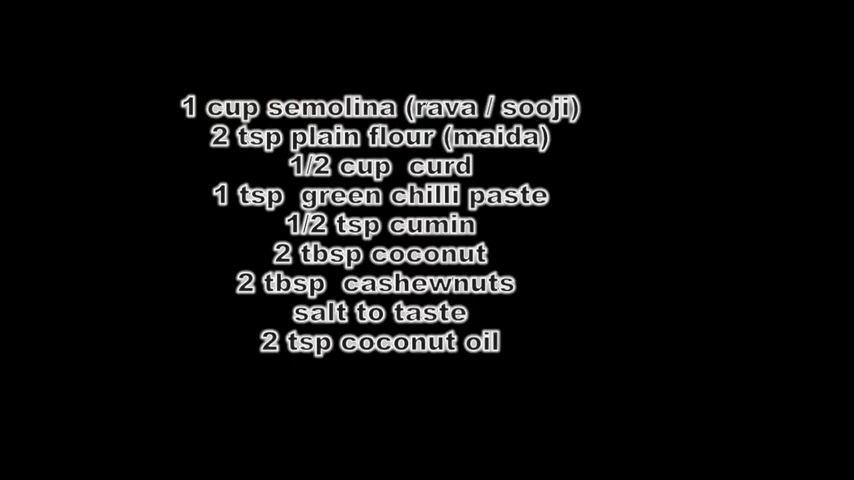 1 cup semolina (rava / sooji)
2 tsp plain flour (maida)
1/2 cup  curd
1 tsp  green chilli paste
1/2 tsp cumin
2 tbsp coconut
2 tbsp  cashewnuts
salt to taste
2 tsp coconut oil